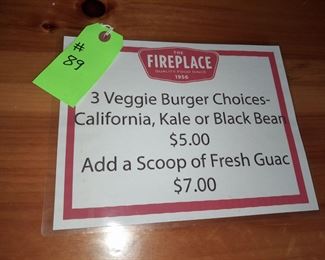 #
89
THE
FIREPLACE
QUALITY FOOD SINCE
1956
3 Veggie Burger Choices-
California, Kale or Black Bean
$5.00
Add a Scoop of Fresh Guac
$7.00